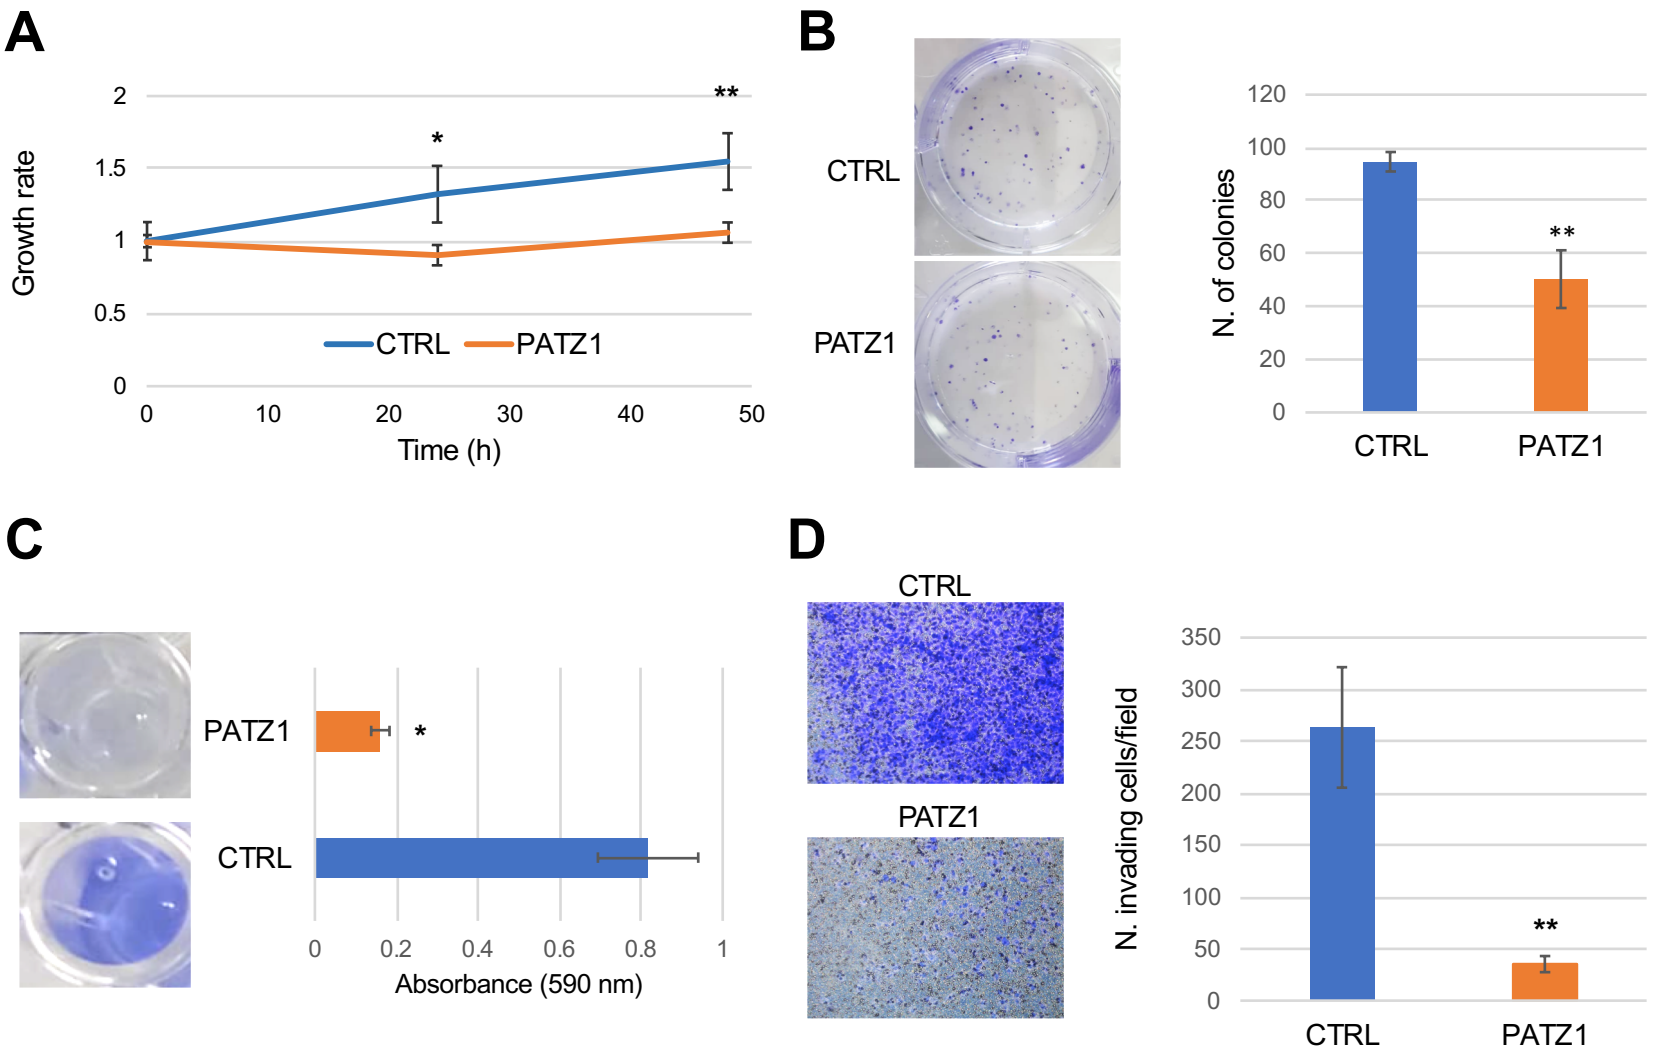 A
2
1.5
1
0.5
0
Growth rate
*
**
CTRL PATZ1
0 10 20 30 40 50
Time (h)
B
CTRL
PATZ1
120
100
80
60
40
20
0
N. of colonies
**
CTRL PATZ1
C
PATZ1
*
CTRL
0 0.2 0.4 0.6 0.8 1
Absorbance (590 nm)
D
CTRL
PATZ1
350
300
250
200
150
100
50
0
N. invading cells/field
**
CTRL PATZ1